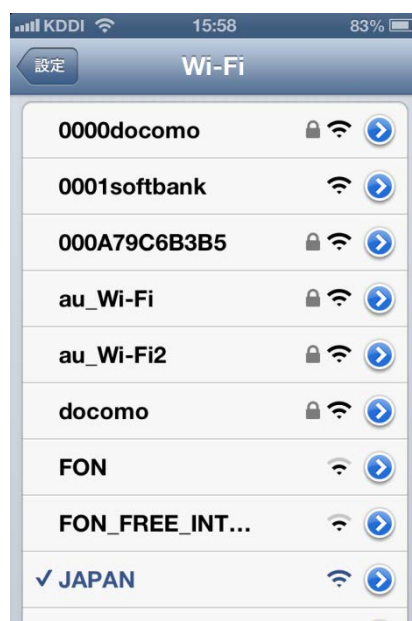 KDDI 15:58 83%
設定 Wi-Fi
0000docomo
0001softbank
000A79C6B3B5
au_Wi-Fi
au_Wi-Fi2
docomo
FON
FON_FREE_INT...
✓ JAPAN